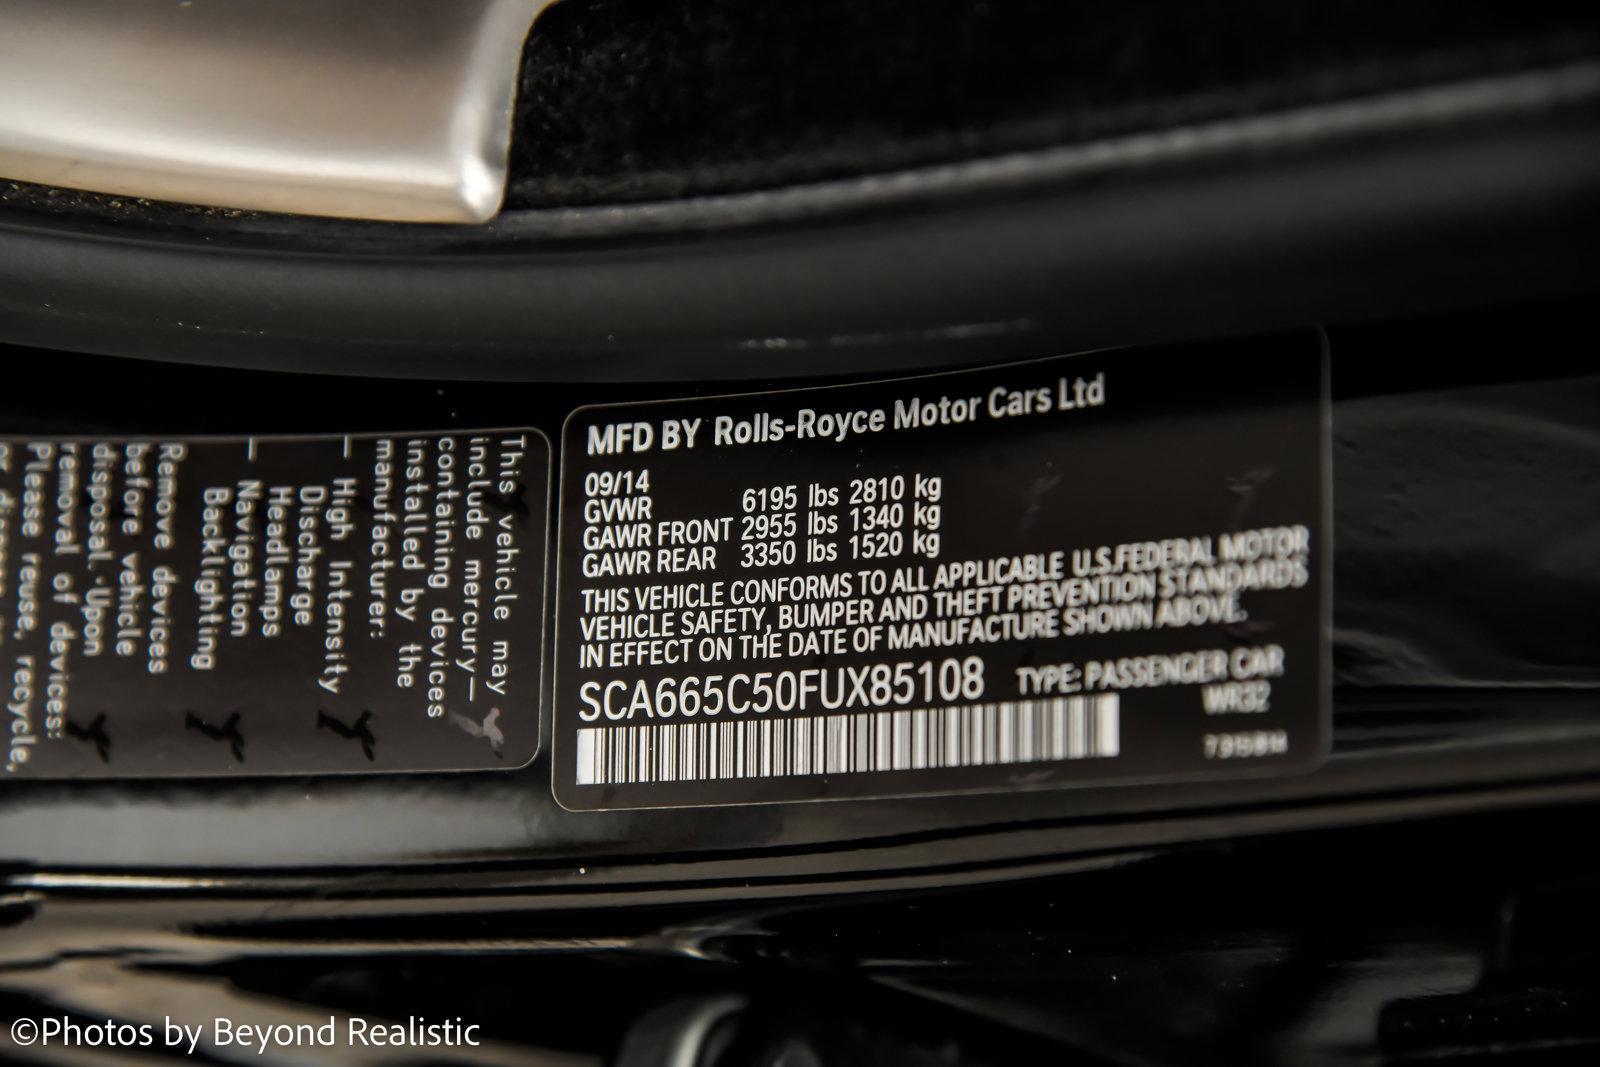 MFD BY Rolls-Royce Motor Cars Ltd
09/14
GVWR 6195 lbs 2810 kg
GAWR FRONT 2955 lbs 1340 kg
GAWR REAR 3350 lbs 1520 kg
THIS VEHICLE CONFORMS TO ALL APPLICABLE U.S.FEDERAL MOTOR
VEHICLE SAFETY, BUMPER AND THEFT PREVENTION STANDARDS
IN EFFECT ON THE DATE OF MANUFACTURE SHOWN ABOVE.
SCA665C50FUX85108 TYPE: PASSENGER CAR
WR32
This vehicle may
include mercury—
containing devices
installed by the
manufacturer:
— High Intensity
Discharge
Headlamps
— Navigation
Backlighting
Remove devices
before vehicle
disposal. Upon
removal of devices:
Please reuse, recycle,
©Photos by Beyond Realistic